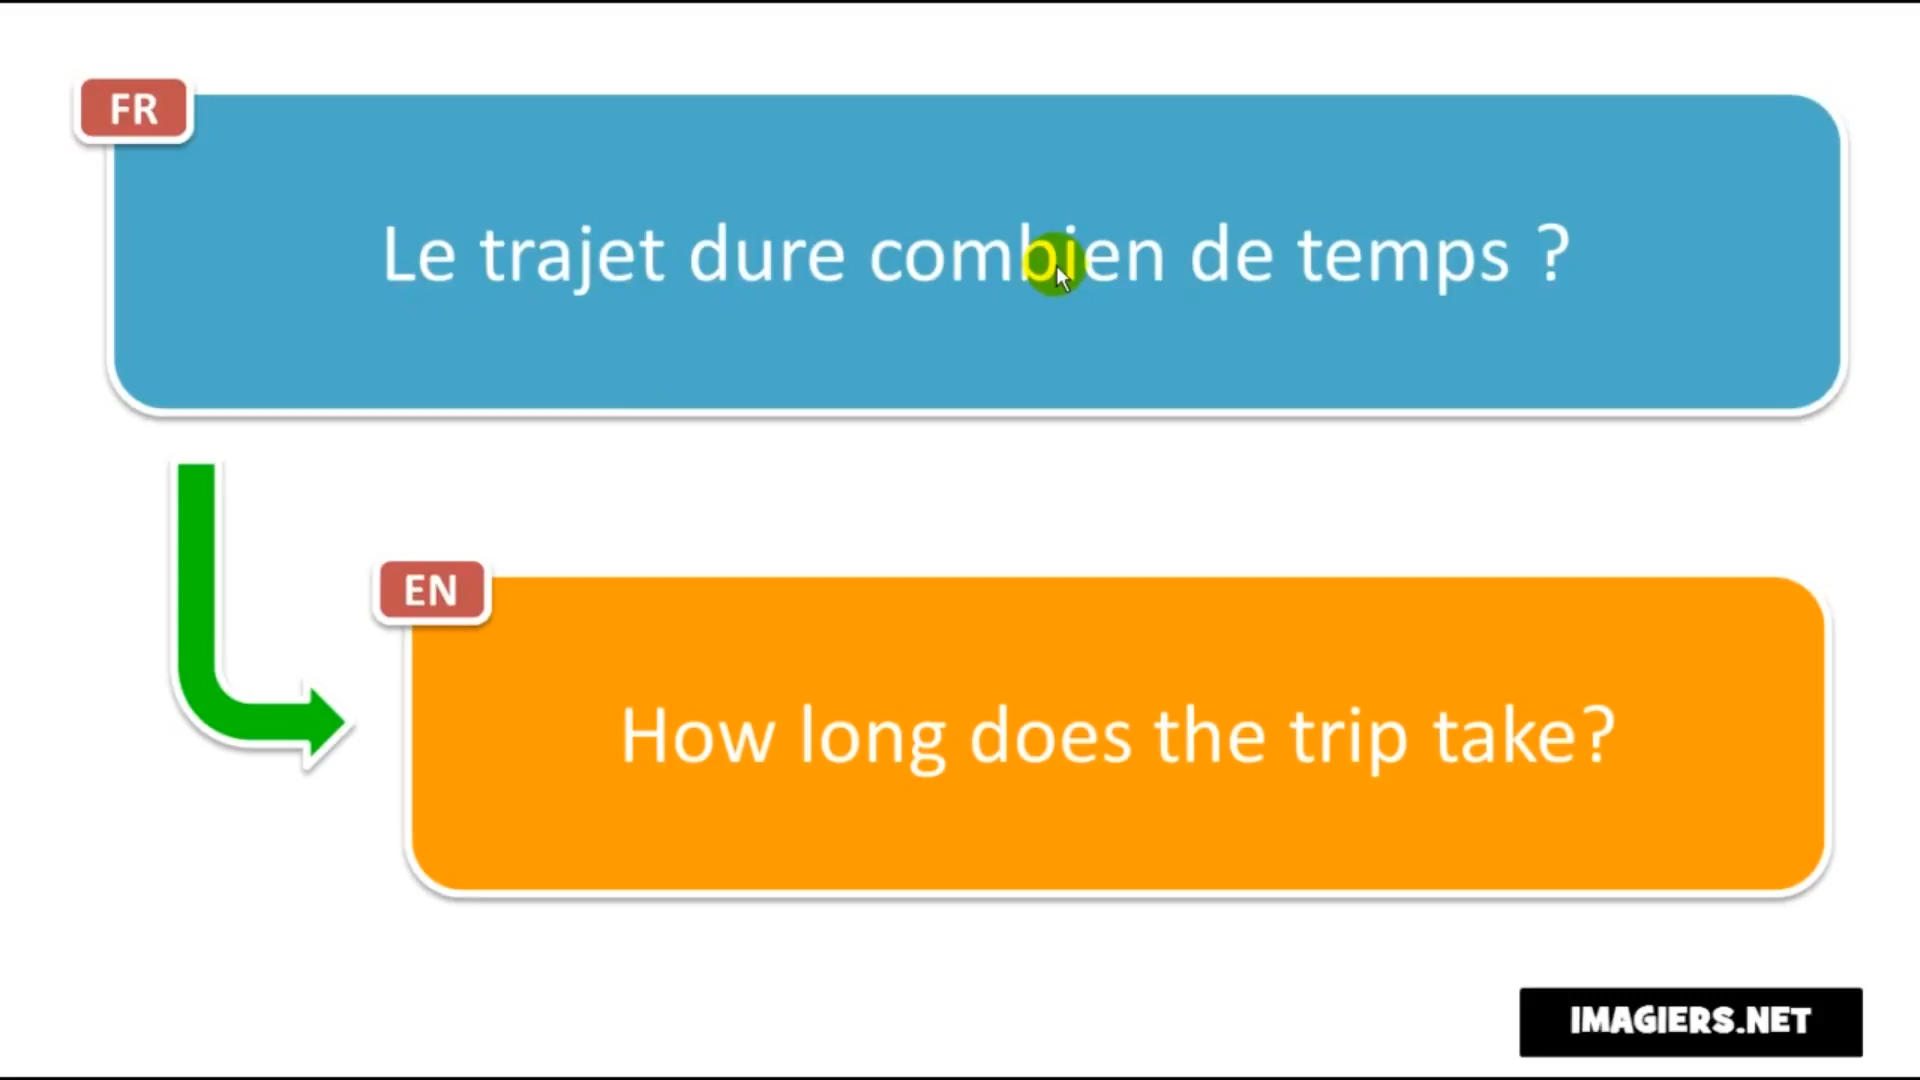 FR
Le trajet dure combien de temps ?
EN
How long does the trip take?
IMAGIERS.NET